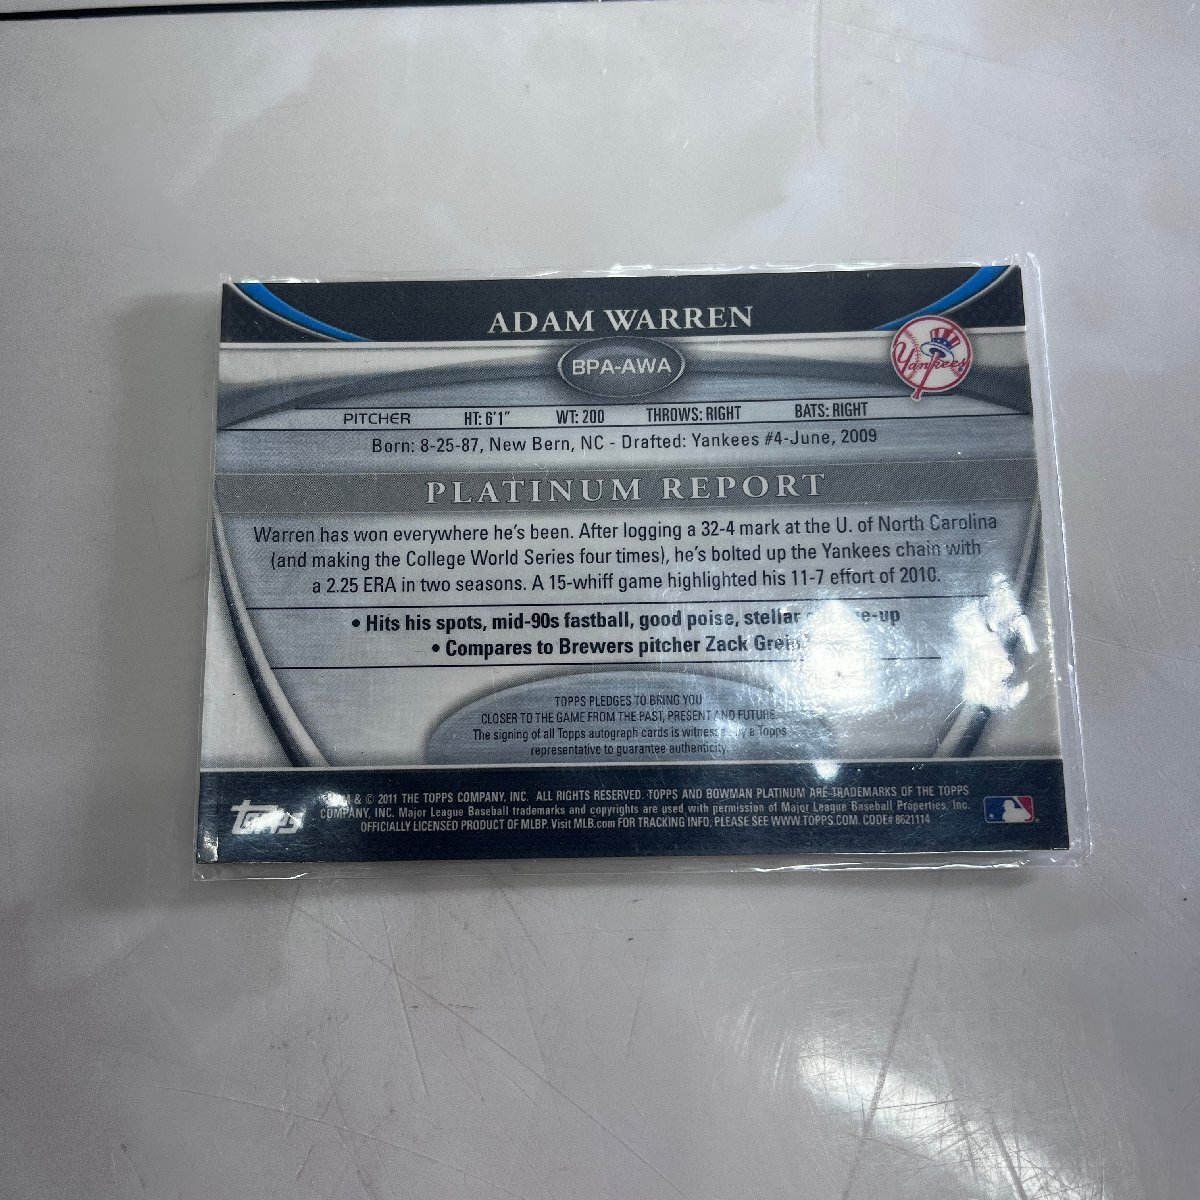 ADAM WARREN
BPA-AWA
Yankees
PITCHER HT: 6'1" WT: 200 THROWS: RIGHT BATS: RIGHT
Born: 8-25-87, New Bern, NC - Drafted: Yankees #4-June, 2009
PLATINUM REPORT
Warren has won everywhere he's been. After logging a 32-4 mark at the U. of North Carolina
(and making the College World Series four times), he's bolted up the Yankees chain with
a 2.25 ERA in two seasons. A 15-whiff game highlighted his 11-7 effort of 2010.
• Hits his spots, mid-90s fastball, good poise, stellar
• Compares to Brewers pitcher Zack
TOPPS PLEDGES TO BRING YOU
CLOSER TO THE GAME FROM THE PAST, PRESENT AND FUTURE.
The signing of all Topps autograph cards is witnessed by a Topps
representative to guarantee authenticity.
Topps
& © 2011 THE TOPPS COMPANY, INC. ALL RIGHTS RESERVED. TOPPS AND BOWMAN PLATINUM ARE TRADEMARKS OF THE TOPPS
COMPANY, INC. Major League Baseball trademarks and copyrights are used with permission of Major League Baseball Properties, Inc.
OFFICIALLY LICENSED PRODUCT OF MLBP. Visit MLB.com FOR TRACKING INFO, PLEASE SEE WWW.TOPPS.COM. CODE# 8621114